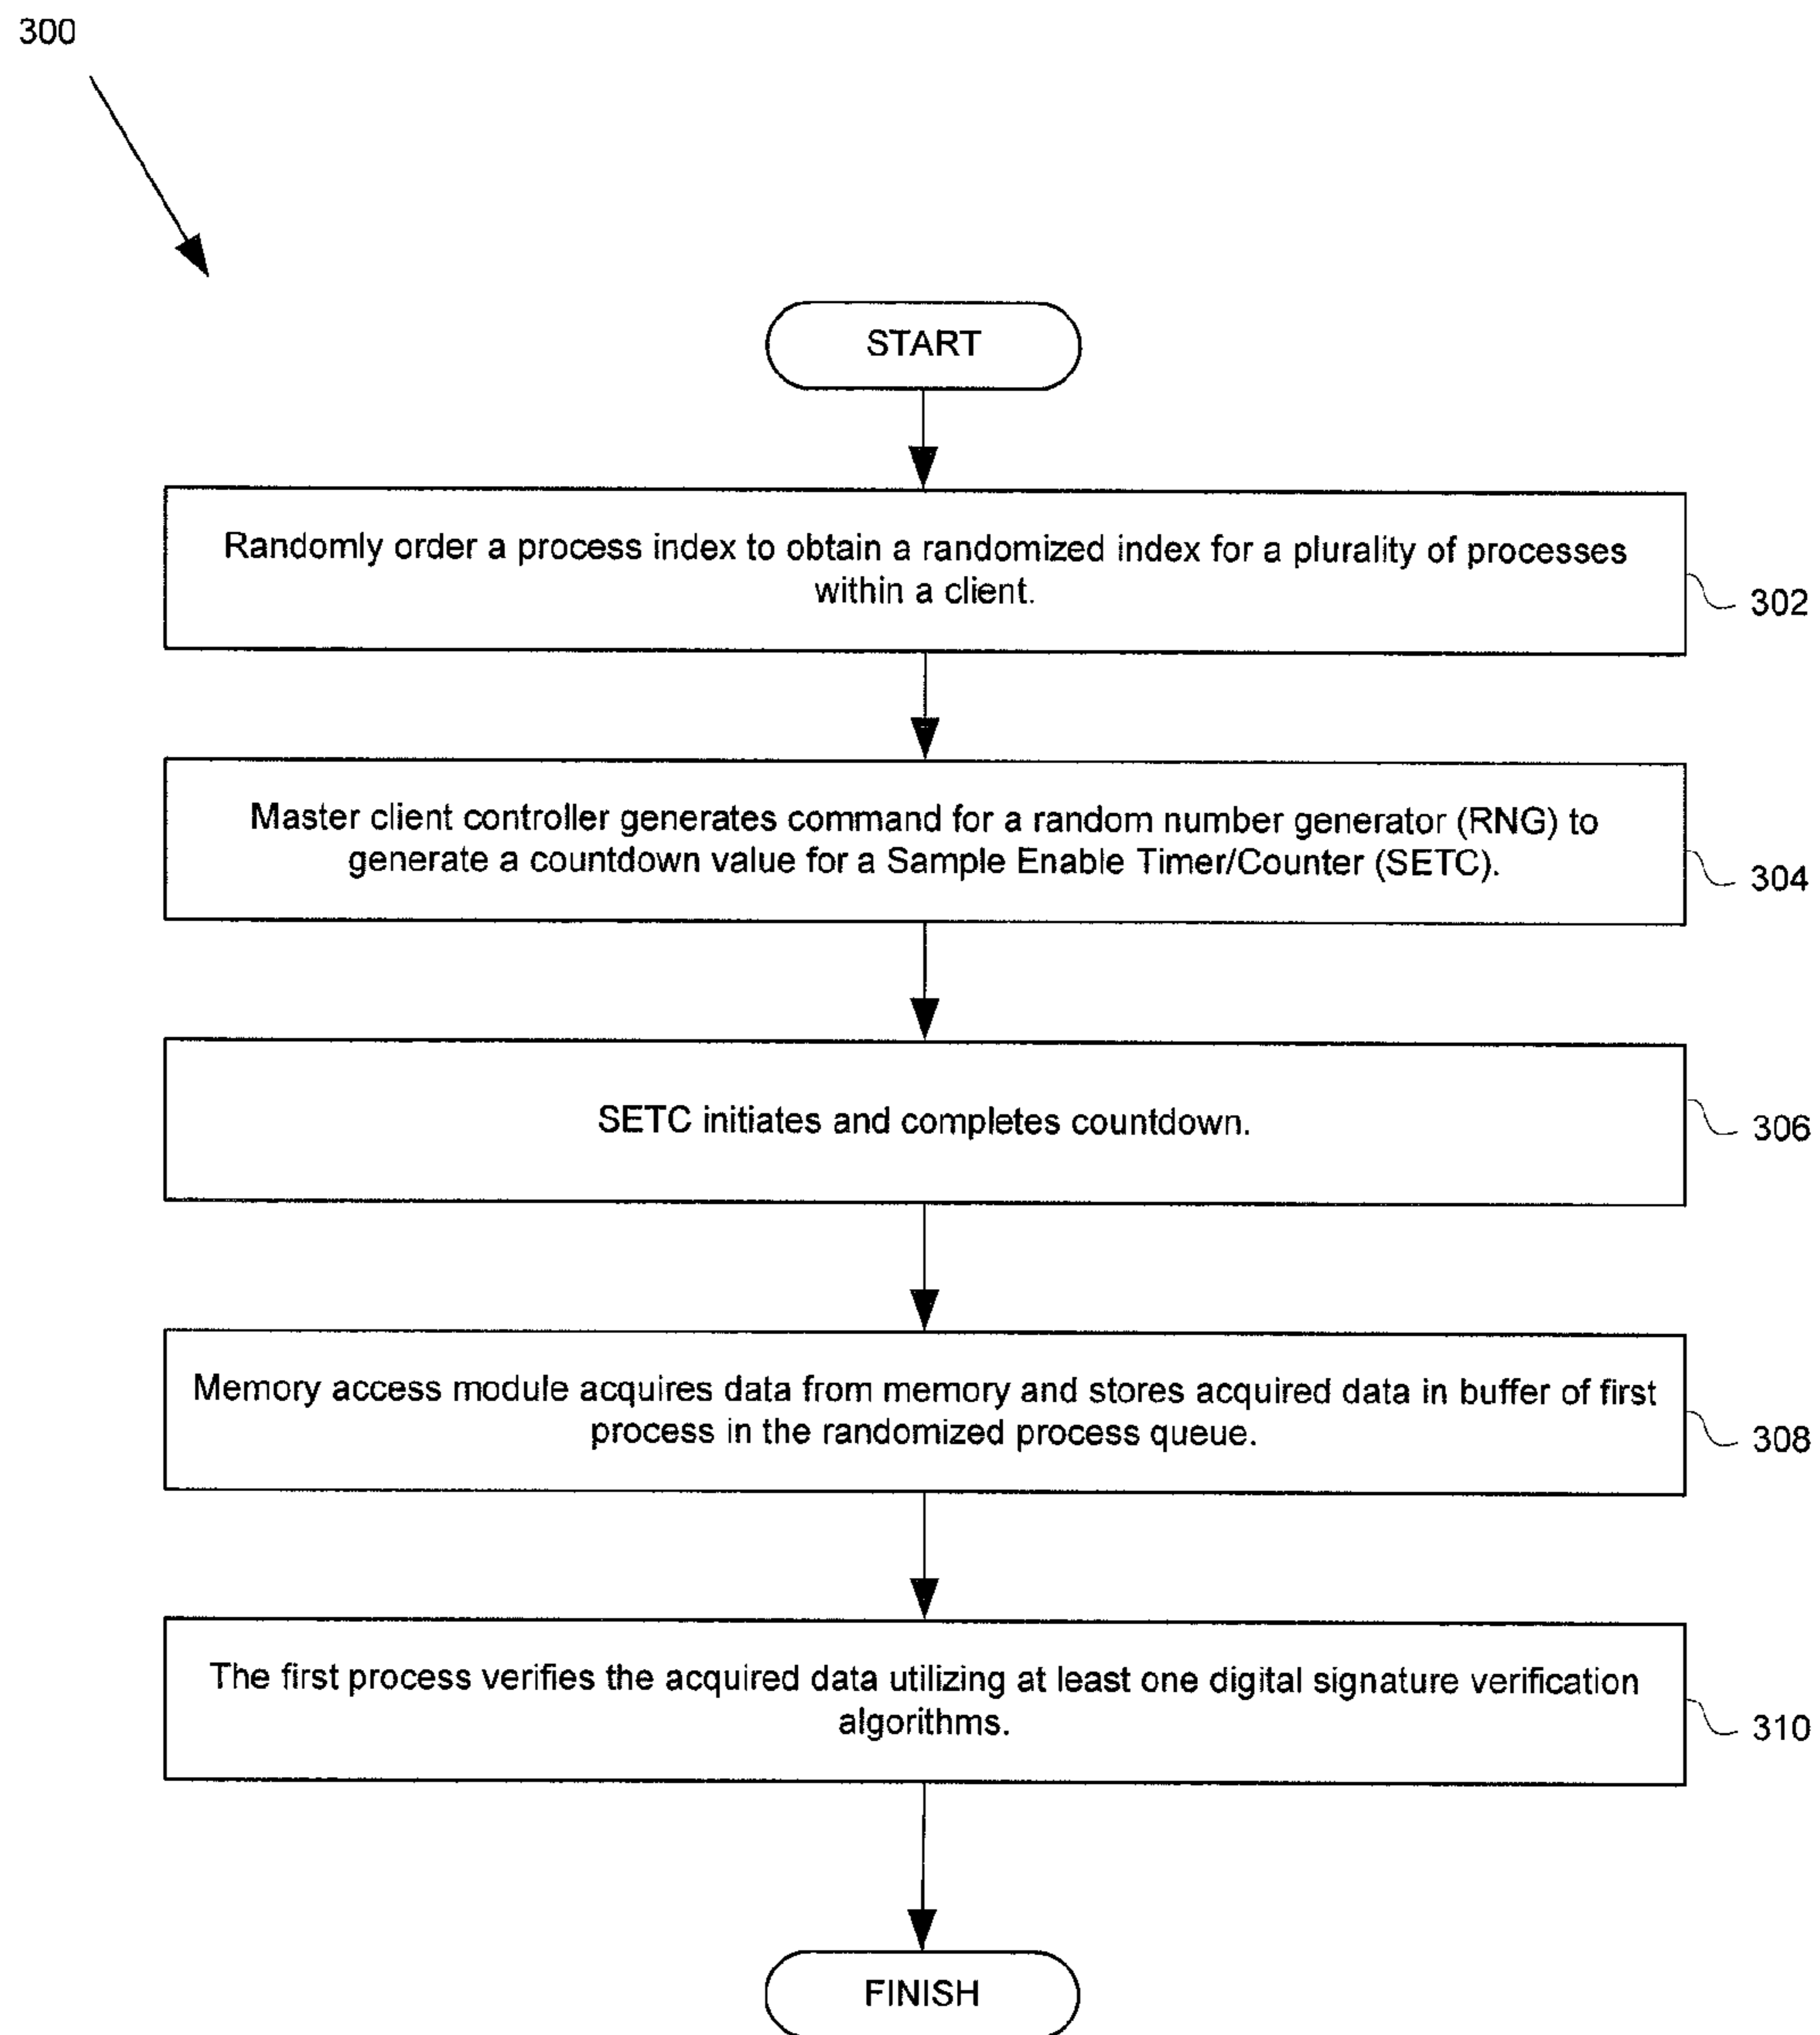 300
START
Randomly order a process index to obtain a randomized index for a plurality of processes
within a client.
302
Master client controller generates command for a random number generator (RNG) to
generate a countdown value for a Sample Enable Timer/Counter (SETC).
304
SETC initiates and completes countdown.
306
Memory access module acquires data from memory and stores acquired data in buffer of first
process in the randomized process queue.
308
The first process verifies the acquired data utilizing at least one digital signature verification
algorithms.
310
FINISH